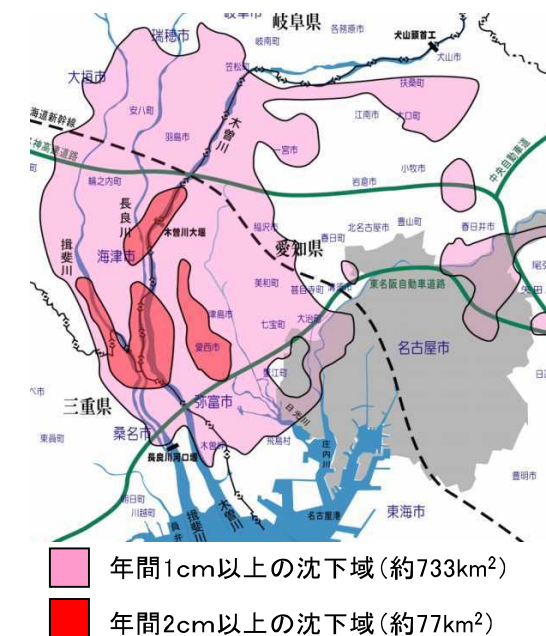 岐阜市
岐阜県
瑞穂市
岐南町
各務原市
犬山頭首工
犬山市
笠松町
大垣市
扶桑町
安八町
木曽川
江南市
大口町
海道新幹線
羽島市
一宮市
神高速道路
小牧市
中央自動車道
輪之内町
岩倉市
長良川
木曽川大堰
稲沢市
北名古屋市
豊山町
春日井市
春日町
愛知県
揖斐川
海津市
尾張
美和町
甚目寺町
清須市
東名阪自動車道路
津島市
七宝町
大治町
愛西市
名古屋市
蟹江町
三重県
弥富市
日光川
桑名市
東員町
木曽岬
飛島村
庄内川
長良川河口堰
豊明市
朝日町
川越町
揖斐川
木曽川
名古屋港
東海市
年間1cm以上の沈下域(約733km²)
年間2cm以上の沈下域(約77km²)